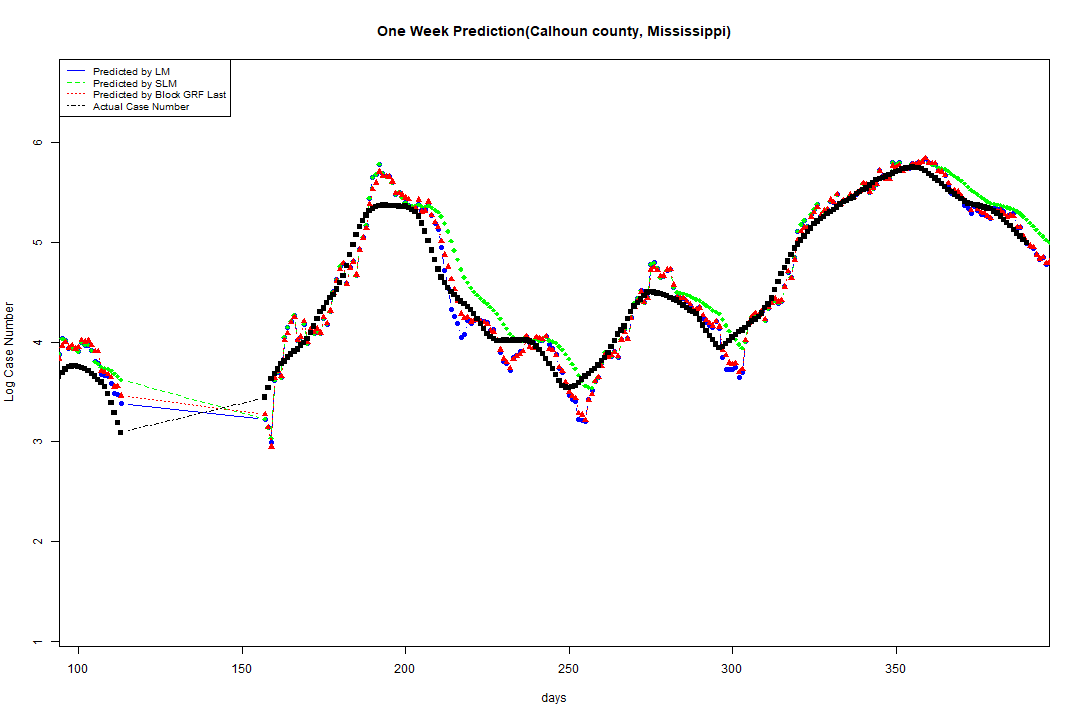 One Week Prediction(Calhoun county, Mississippi)
Predicted by LM
Predicted by SLM
Predicted by Block GRF Last
Actual Case Number
Log Case Number
6
5
4
3
2
1
100 150 200 250 300 350
days